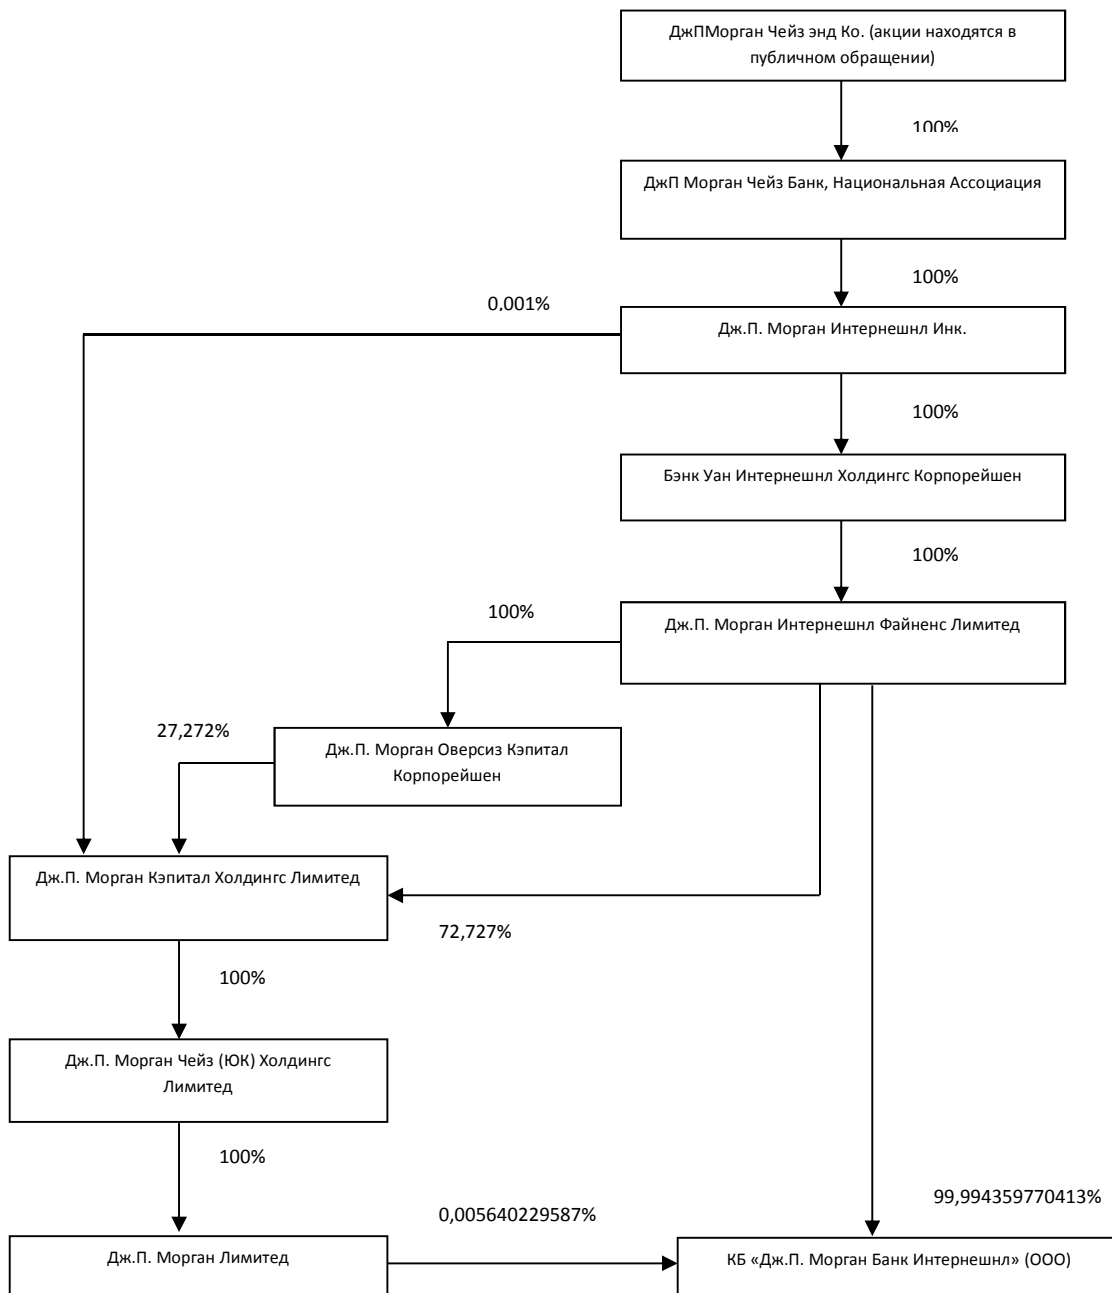 ДжПМорган Чейз энд Ко. (акции находятся в
публичном обращении)
100%
ДжП Морган Чейз Банк, Национальная Ассоциация
100%
0,001%
Дж.П. Морган Интернешнл Инк.
100%
Бэнк Уан Интернешнл Холдингс Корпорейшен
100%
100%
Дж.П. Морган Интернешнл Файненс Лимитед
27,272%
Дж.П. Морган Оверсиз Кэпитал
Корпорейшен
Дж.П. Морган Кэпитал Холдингс Лимитед
72,727%
100%
Дж.П. Морган Чейз (ЮК) Холдингс
Лимитед
100%
99,994359770413%
0,005640229587%
Дж.П. Морган Лимитед
КБ «Дж.П. Морган Банк Интернешнл» (ООО)